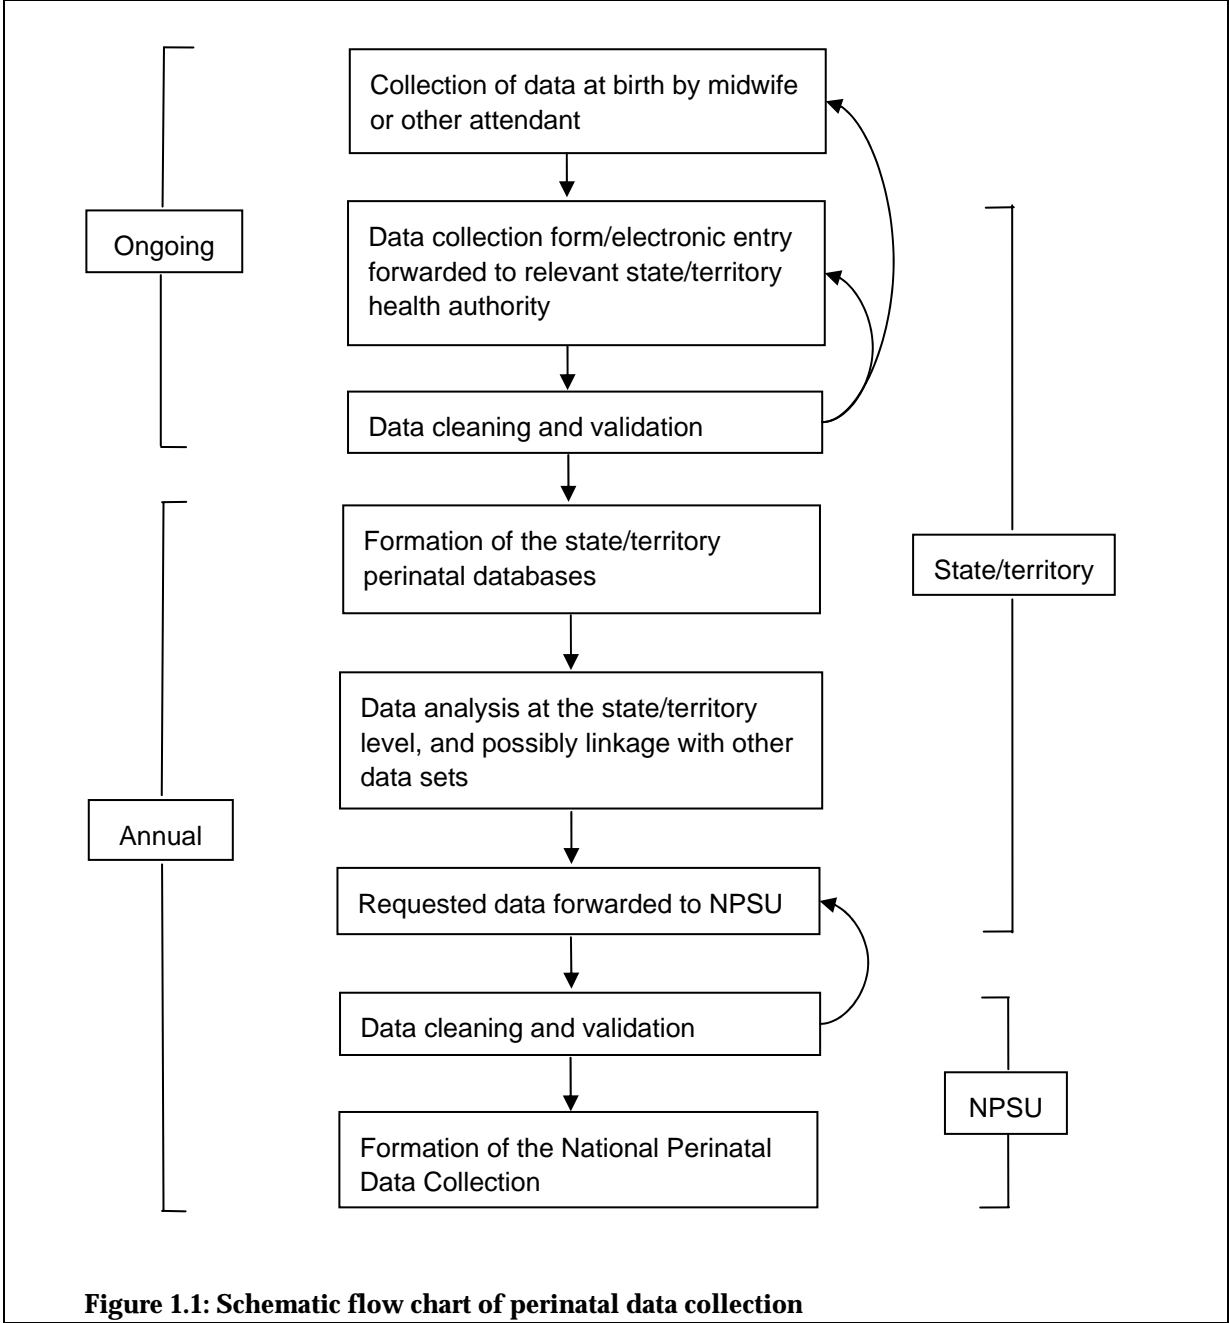 Collection of data at birth by midwife
or other attendant
Ongoing
Data collection form/electronic entry
forwarded to relevant state/territory
health authority
Data cleaning and validation
Formation of the state/territory
perinatal databases
State/territory
Data analysis at the state/territory
level, and possibly linkage with other
data sets
Annual
Requested data forwarded to NPSU
Data cleaning and validation
NPSU
Formation of the National Perinatal
Data Collection
Figure 1.1: Schematic flow chart of perinatal data collection